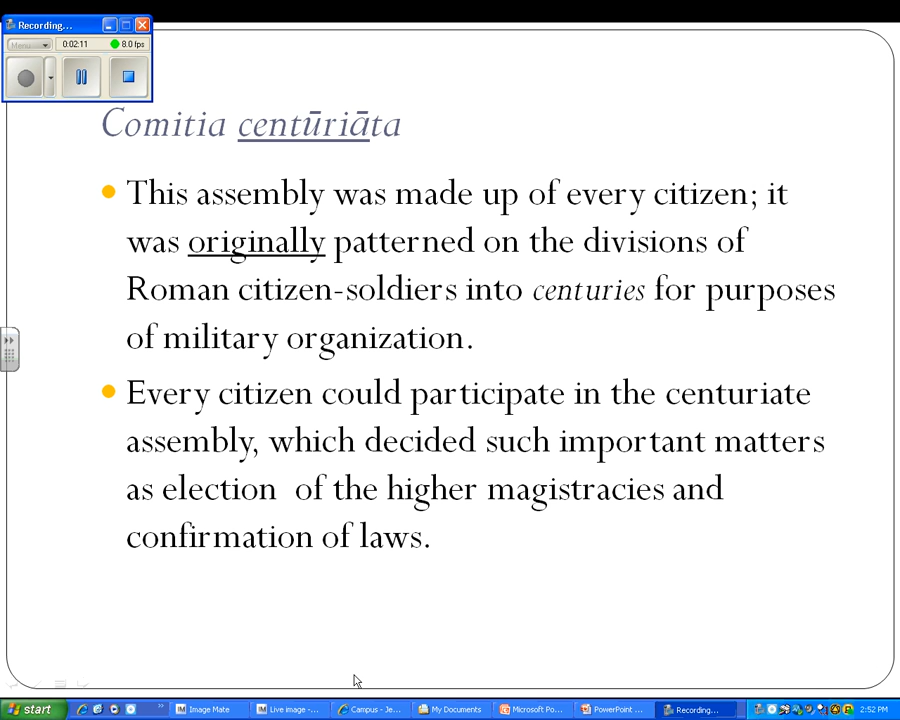 Recording...
Menu
0:02:11
8.0 fps
Comitia centūriāta
This assembly was made up of every citizen; it
was originally patterned on the divisions of
Roman citizen-soldiers into centuries for purposes
of military organization.
Every citizen could participate in the centuriate
assembly, which decided such important matters
as election of the higher magistracies and
confirmation of laws.
start
Image Mate
Live image -...
Campus - Je...
My Documents
Microsoft Po...
PowerPoint ...
Recording...
2:52 PM